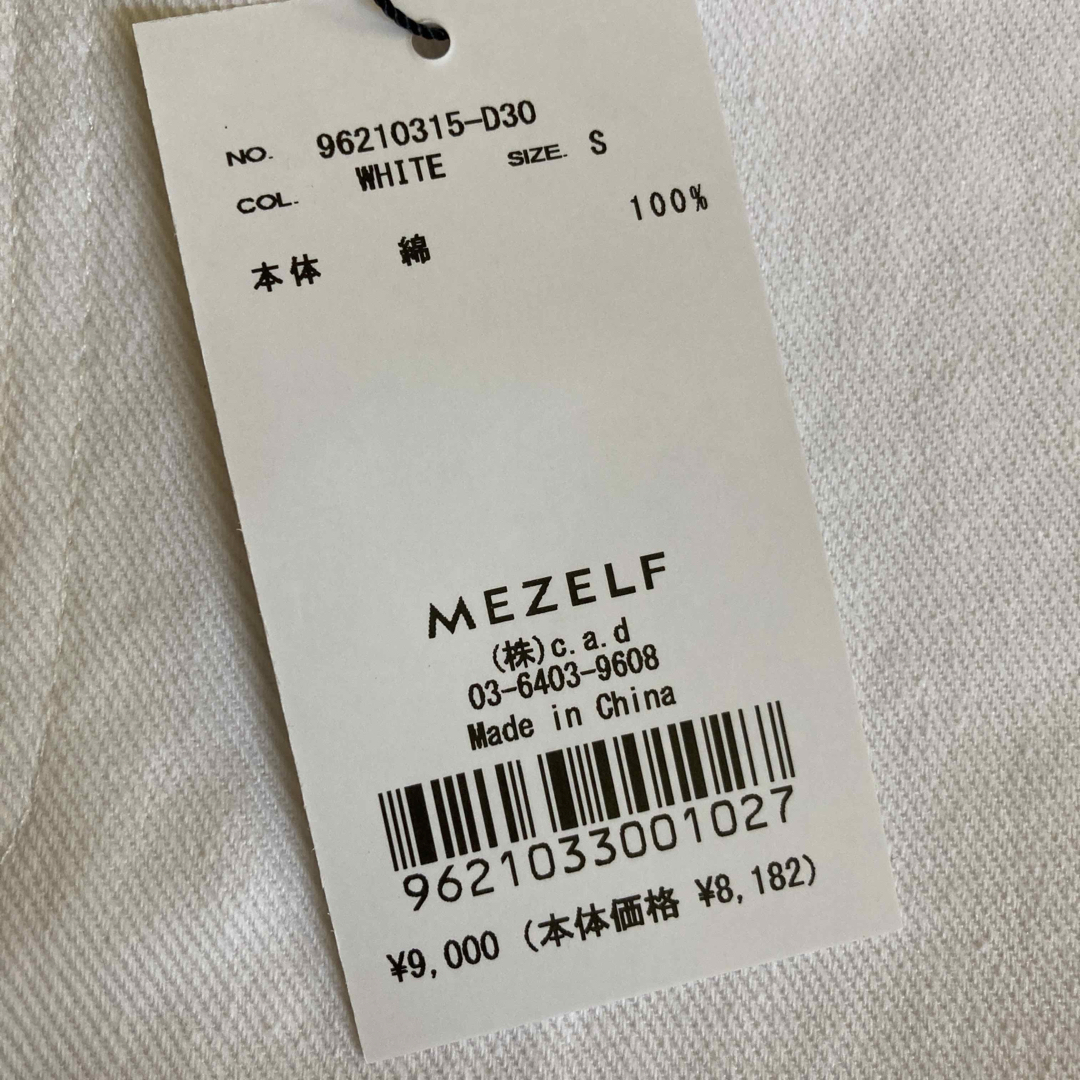 NO. 96210315-D30
COL. WHITE SIZE. S
本体 綿 100%
MEZELF
(株)c.a.d
03-6403-9608
Made in China
9621033001027
¥9,000 (本体価格 ¥8,182)